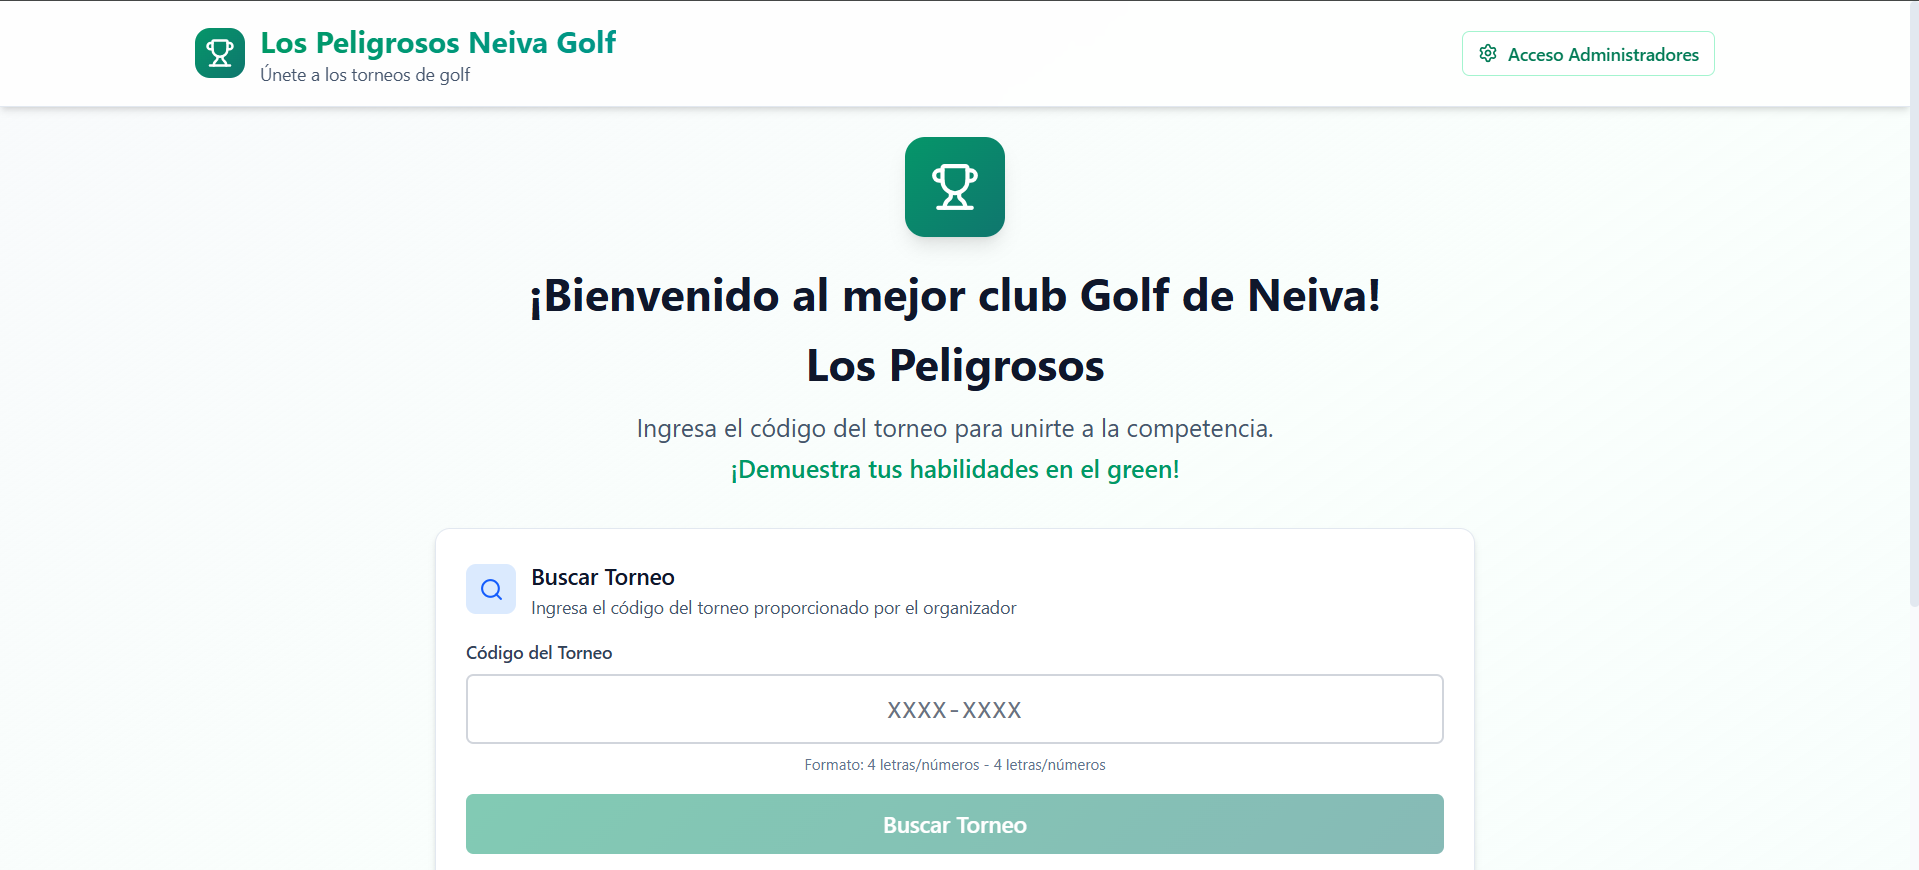 Los Peligrosos Neiva Golf
Únete a los torneos de golf
Acceso Administradores
¡Bienvenido al mejor club Golf de Neiva!
Los Peligrosos
Ingresa el código del torneo para unirte a la competencia.
¡Demuestra tus habilidades en el green!
Buscar Torneo
Ingresa el código del torneo proporcionado por el organizador
Código del Torneo
XXXX-XXXX
Formato: 4 letras/números - 4 letras/números
Buscar Torneo